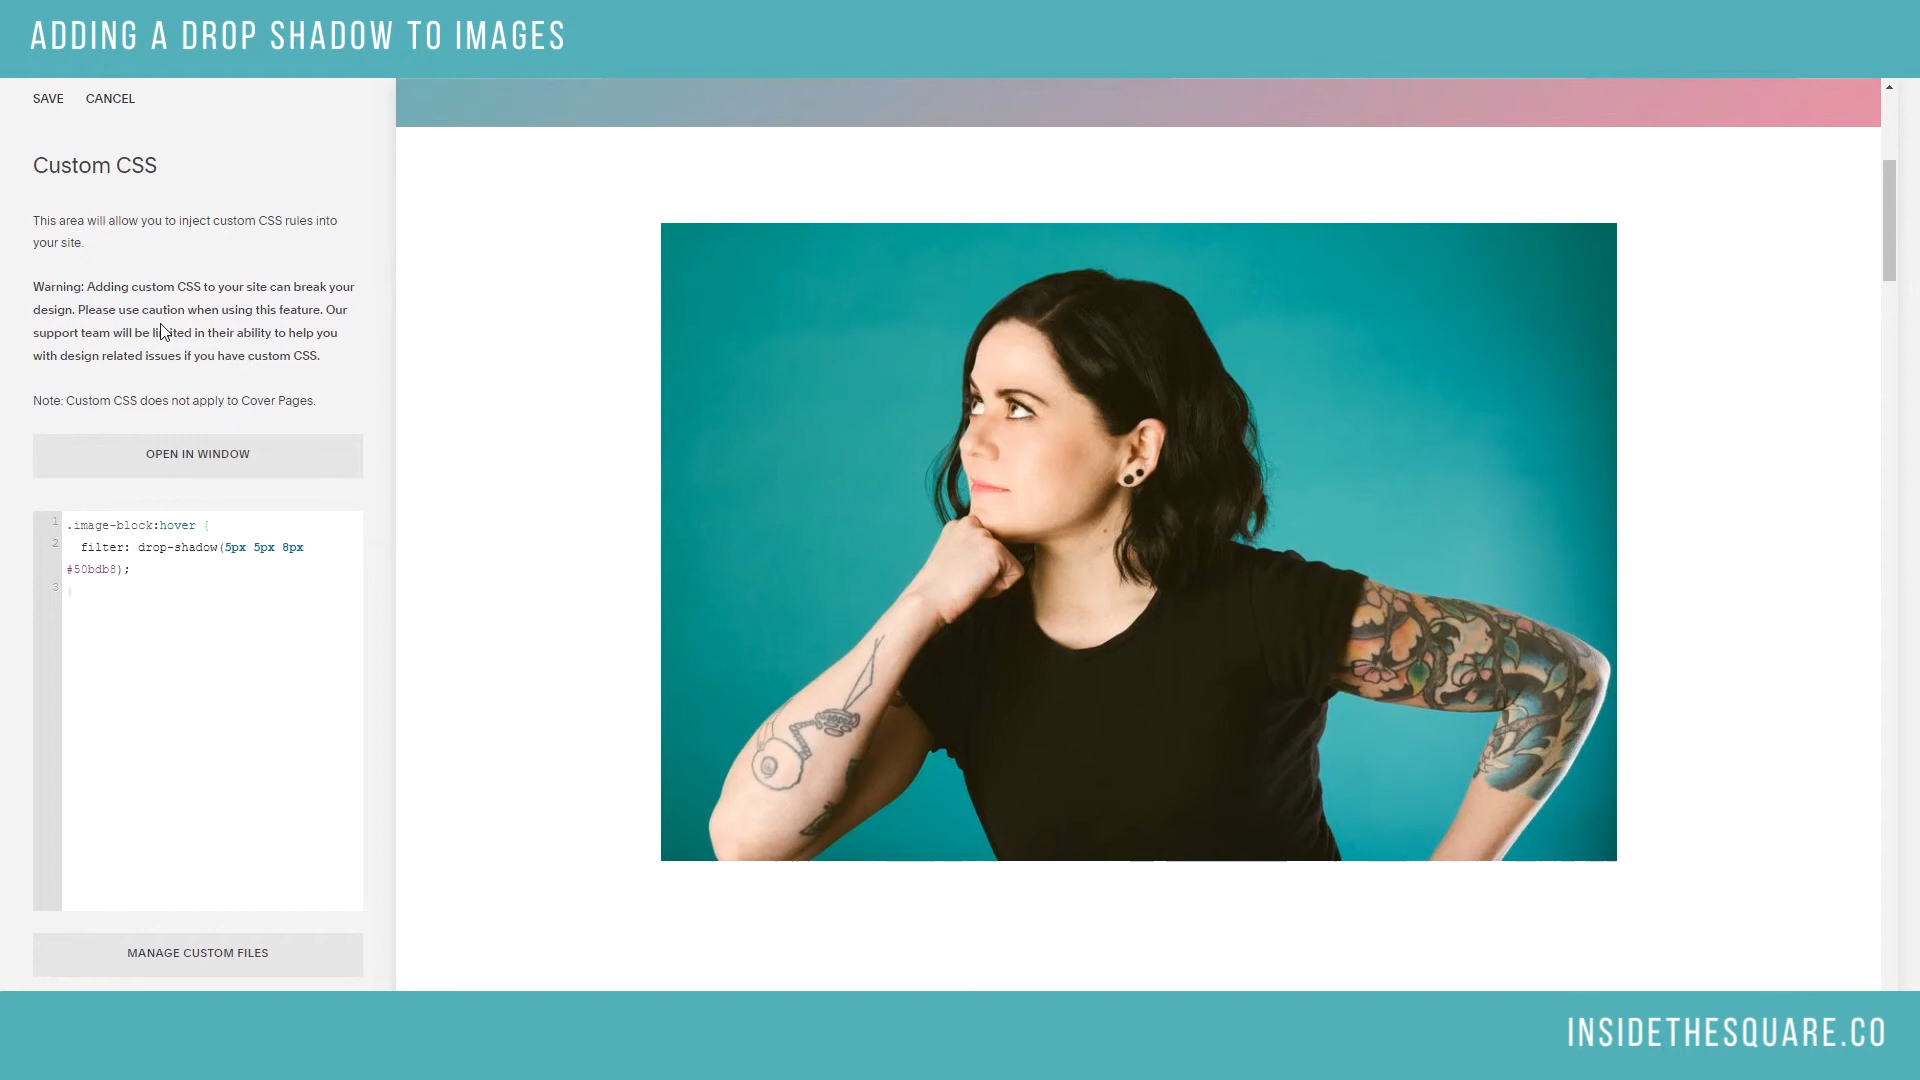 ADDING A DROP SHADOW TO IMAGES
SAVE CANCEL
Custom CSS
This area will allow you to inject custom CSS rules into
your site.
Warning: Adding custom CSS to your site can break your
design. Please use caution when using this feature. Our
support team will be limited in their ability to help you
with design related issues if you have custom CSS.
Note: Custom CSS does not apply to Cover Pages.
OPEN IN WINDOW
1 .image-block:hover {
2 filter: drop-shadow(5px 5px 8px
#50bdb8);
3 }
MANAGE CUSTOM FILES
INSIDETHESQUARE.CO